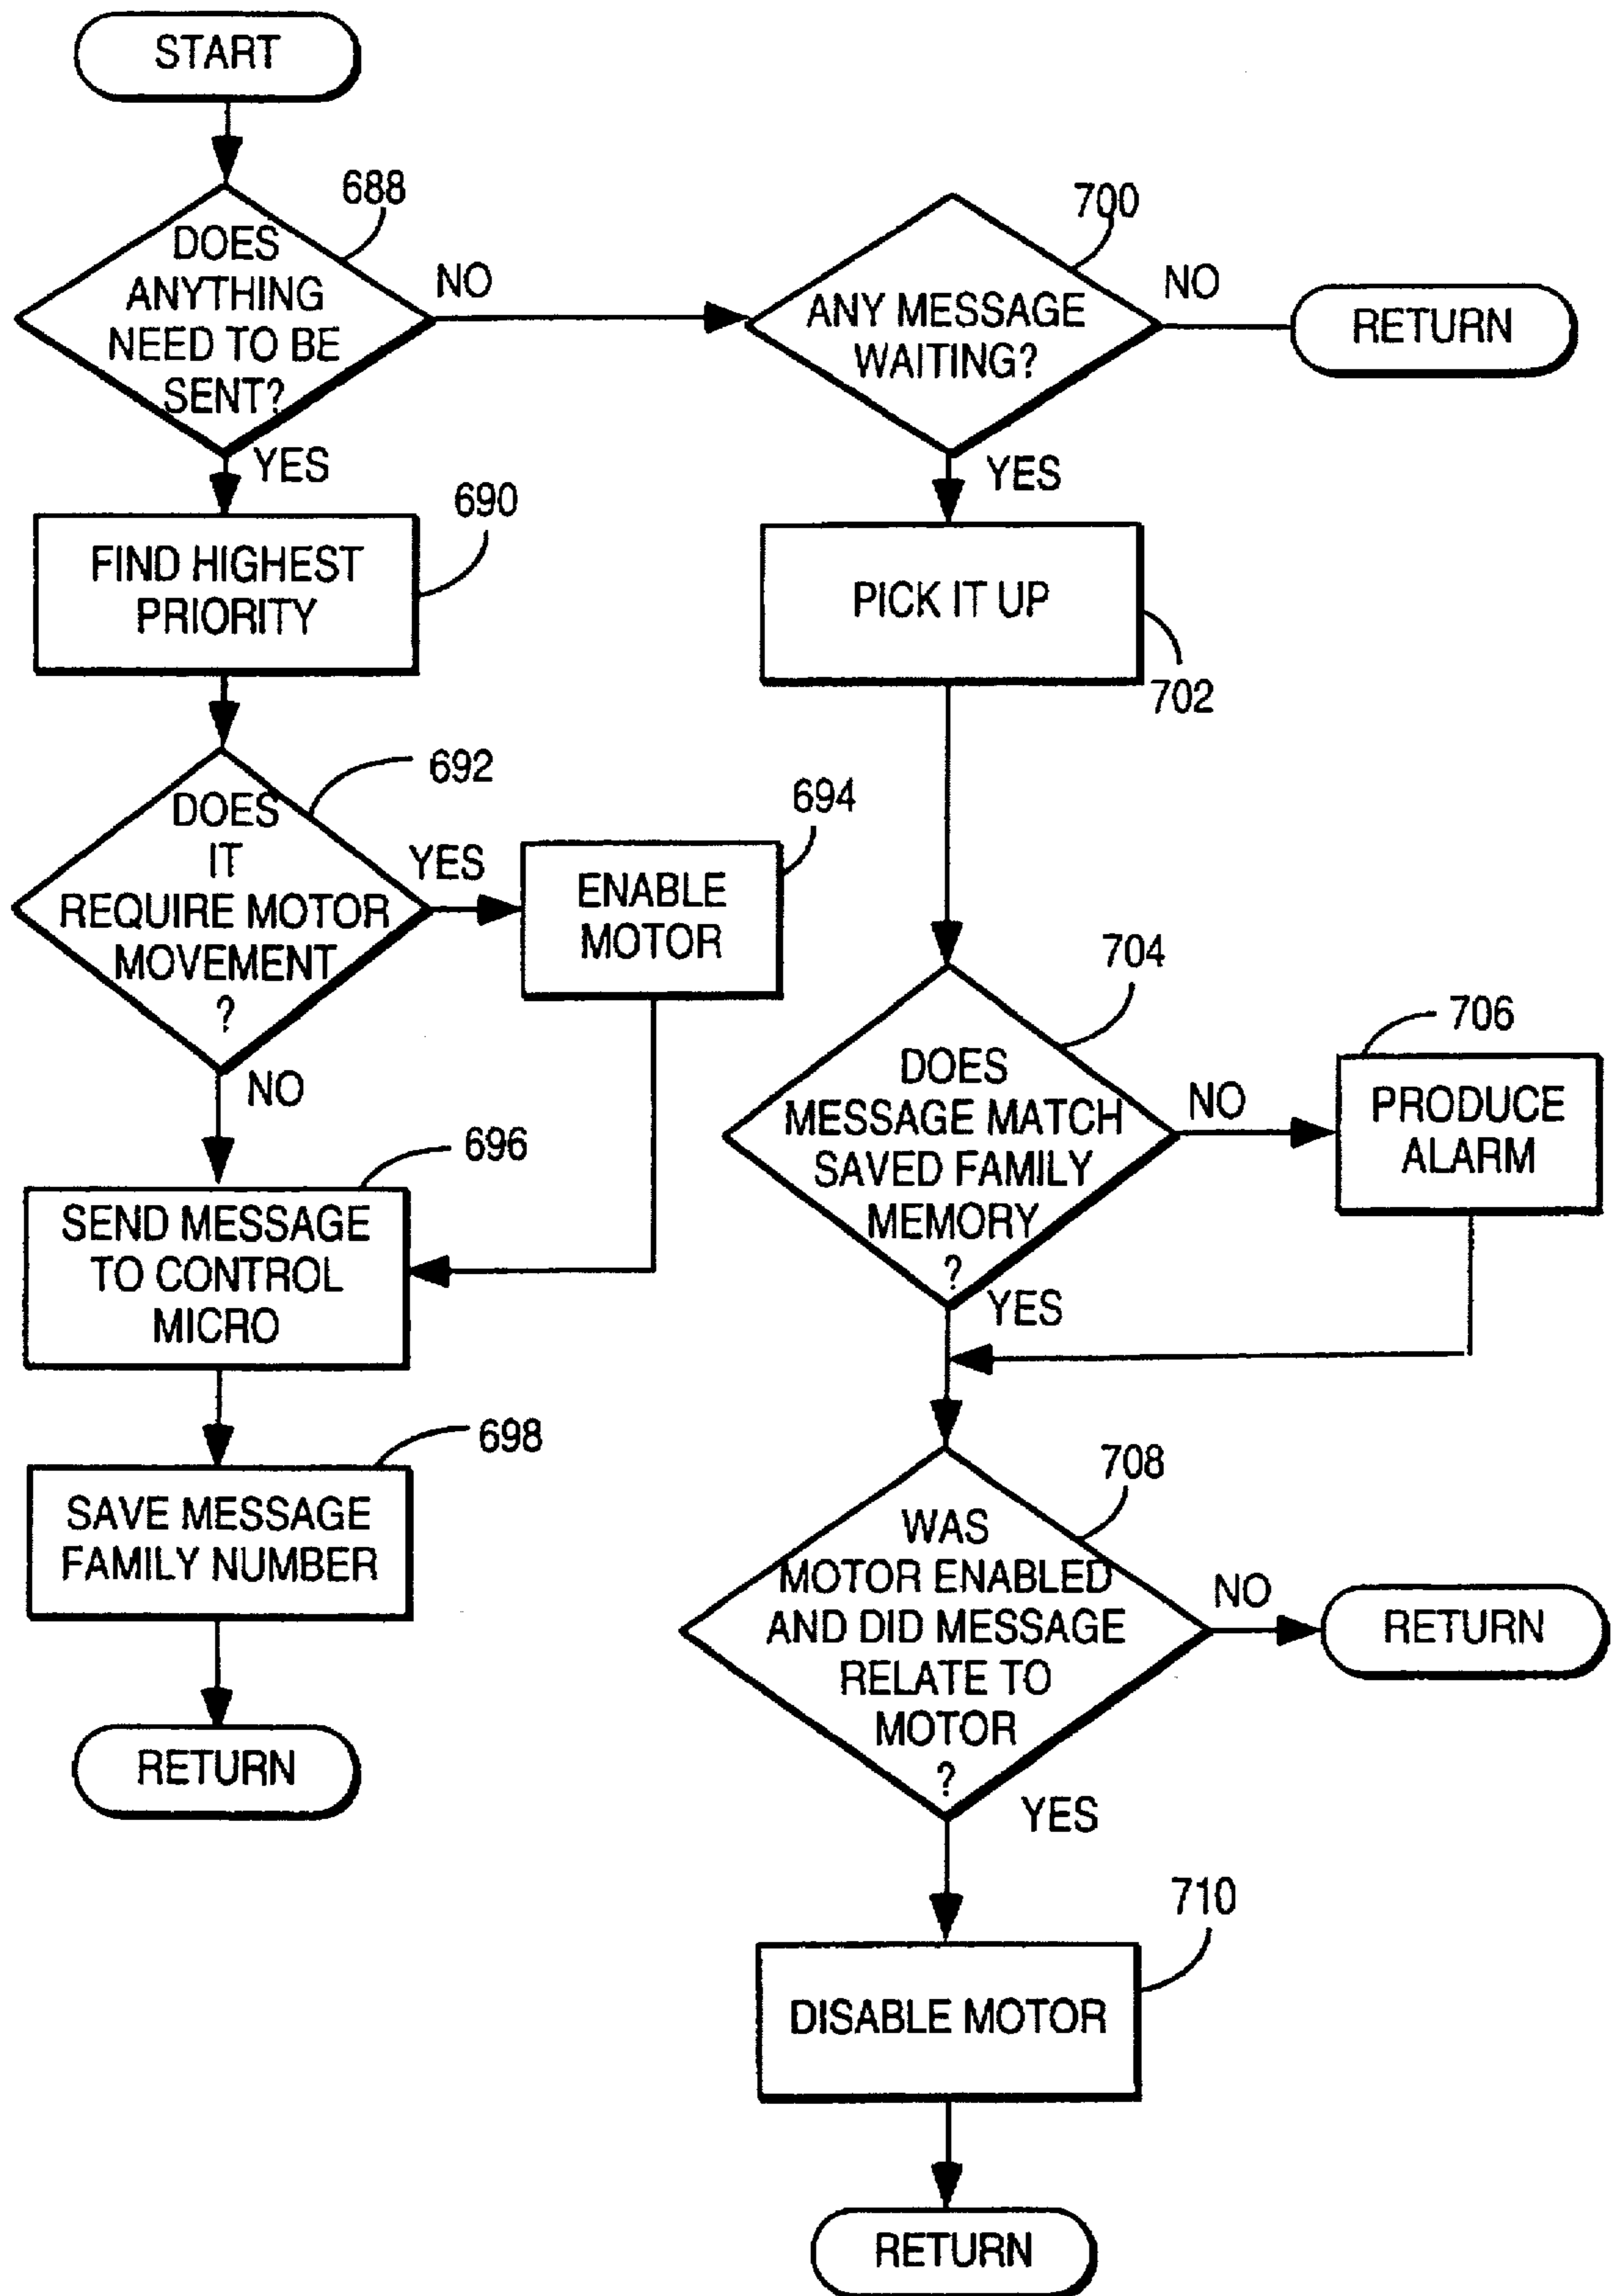 START
688
DOES
ANYTHING
NEED TO BE
SENT?
NO
YES
690
FIND HIGHEST
PRIORITY
692
DOES
IT
REQUIRE MOTOR
MOVEMENT
?
YES
NO
694
ENABLE
MOTOR
696
SEND MESSAGE
TO CONTROL
MICRO
698
SAVE MESSAGE
FAMILY NUMBER
RETURN
700
ANY MESSAGE
WAITING?
NO
RETURN
YES
PICK IT UP
702
704
DOES
MESSAGE MATCH
SAVED FAMILY
MEMORY
?
NO
YES
706
PRODUCE
ALARM
708
WAS
MOTOR ENABLED
AND DID MESSAGE
RELATE TO
MOTOR
?
NO
RETURN
YES
710
DISABLE MOTOR
RETURN